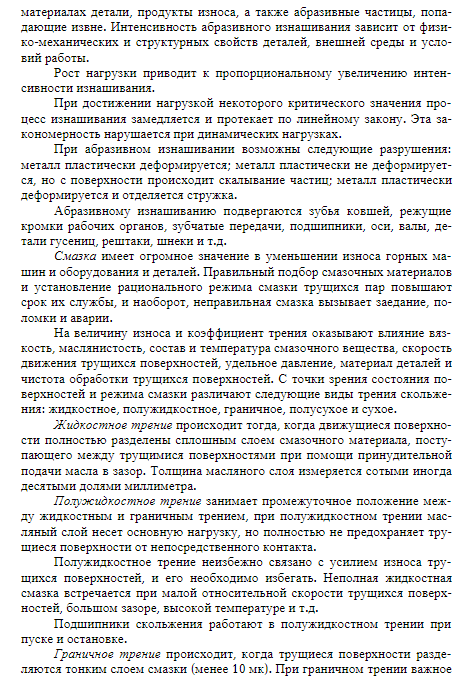 материалах детали, продукты износа, а также абразивные частицы, попа-
дающие извне. Интенсивность абразивного изнашивания зависит от физи-
ко-механических и структурных свойств деталей, внешней среды и усло-
вий работы.
Рост нагрузки приводит к пропорциональному увеличению интен-
сивности изнашивания.
При достижении нагрузкой некоторого критического значения про-
цесс изнашивания замедляется и протекает по линейному закону. Эта за-
кономерность нарушается при динамических нагрузках.
При абразивном изнашивании возможны следующие разрушения:
металл пластически деформируется; металл пластически не деформирует-
ся, но с поверхности происходит скалывание частиц; металл пластически
деформируется и отделяется стружка.
Абразивному изнашиванию подвергаются зубья ковшей, режущие
кромки рабочих органов, зубчатые передачи, подшипники, оси, валы, де-
тали гусениц, рештаки, шнеки и т.д.
Смазка имеет огромное значение в уменьшении износа горных ма-
шин и оборудования и деталей. Правильный подбор смазочных материалов
и установление рационального режима смазки трущихся пар повышают
срок их службы, и наоборот, неправильная смазка вызывает заедание, по-
ломки и аварии.
На величину износа и коэффициент трения оказывают влияние вяз-
кость, маслянистость, состав и температура смазочного вещества, скорость
движения трущихся поверхностей, удельное давление, материал деталей и
чистота обработки трущихся поверхностей. С точки зрения состояния по-
верхностей и режима смазки различают следующие виды трения скольже-
ния: жидкостное, полужидкостное, граничное, полусухое и сухое.
Жидкостное трение происходит тогда, когда движущиеся поверхно-
сти полностью разделены сплошным слоем смазочного материала, посту-
пающего между трущимися поверхностями при помощи принудительной
подачи масла в зазор. Толщина масляного слоя измеряется сотыми иногда
десятыми долями миллиметра.
Полужидкостное трение занимает промежуточное положение меж-
ду жидкостным и граничным трением, при полужидкостном трении мас-
ляный слой несет основную нагрузку, но полностью не предохраняет тру-
щиеся поверхности от непосредственного контакта.
Полужидкостное трение неизбежно связано с усилием износа тру-
щихся поверхностей, и его необходимо избегать. Неполная жидкостная
смазка встречается при малой относительной скорости трущихся поверх-
ностей, большом зазоре, высокой температуре и т.д.
Подшипники скольжения работают в полужидкостном трении при
пуске и остановке.
Граничное трение происходит, когда трущиеся поверхности разде-
ляются тонким слоем смазки (менее 10 мк). При граничном трении важное